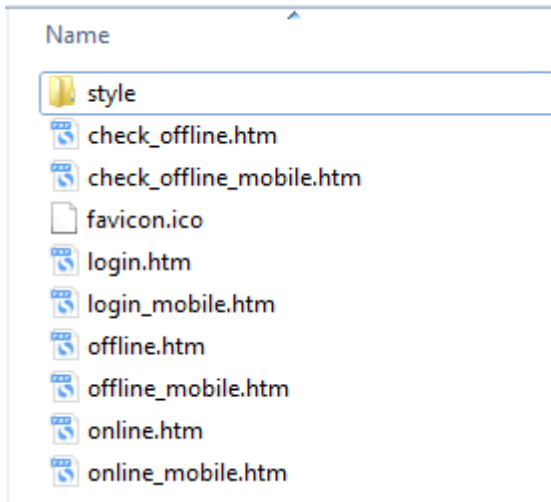 Name
style
check_offline.htm
check_offline_mobile.htm
favicon.ico
login.htm
login_mobile.htm
offline.htm
offline_mobile.htm
online.htm
online_mobile.htm